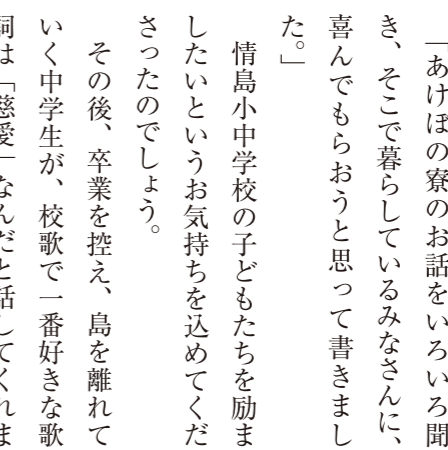 「あけぼの寮のお話をいろいろ聞
き、そこで暮らしているみなさんに、
喜んでもらおうと思って書きまし
た。」
情島小中学校の子どもたちを励ま
したいというお気持ちを込めてくだ
さったのでしょう。
その後、卒業を控え、島を離れて
いく中学生が、校歌で一番好きな歌
詞は「慈愛」なんだと話してくれま